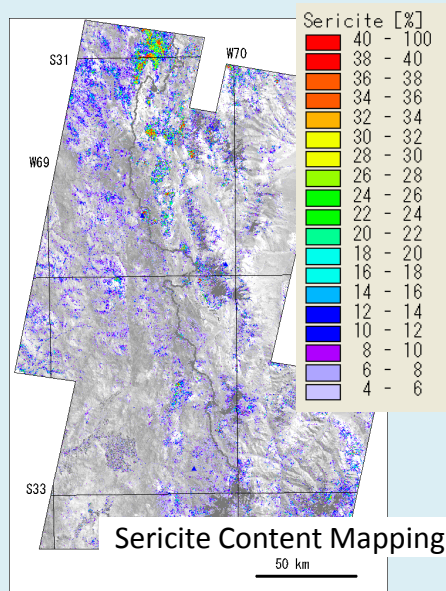 Sericite [%]
40 - 100
38 - 40
36 - 38
34 - 36
32 - 34
30 - 32
28 - 30
26 - 28
24 - 26
22 - 24
20 - 22
18 - 20
16 - 18
14 - 16
12 - 14
10 - 12
8 - 10
6 - 8
4 - 6
W70
S31
W69
S33
Sericite Content Mapping
50 km